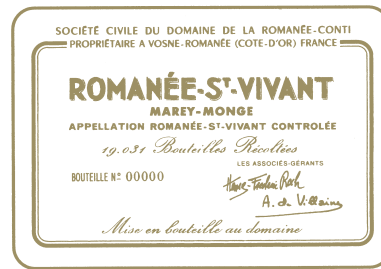 SOCIÉTÉ CIVILE DU DOMAINE DE LA ROMANÉE-CONTI
PROPRIÉTAIRE A VOSNE-ROMANÉE (COTE-D'OR) FRANCE
ROMANÉE-ST-VIVANT
MAREY-MONGE
APPELLATION ROMANÉE-ST-VIVANT CONTROLÉE
19.031 Bouteilles Récoltées
LES ASSOCIÉS-GÉRANTS
BOUTEILLE No 00000
A. de Villaine
Mise en bouteille au domaine